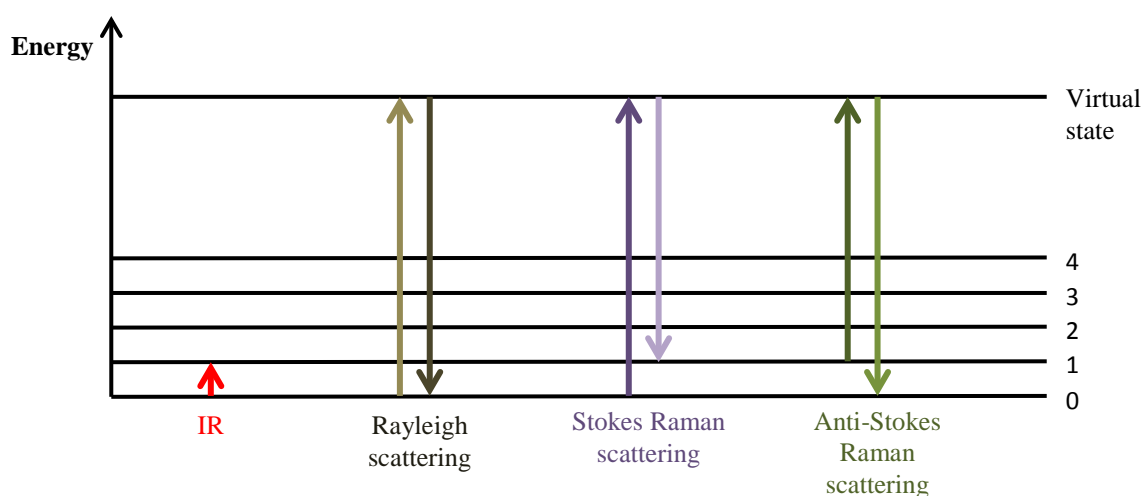 Energy
Virtual
state
4
3
2
1
0
IR
Rayleigh
scattering
Stokes Raman
scattering
Anti-Stokes
Raman
scattering